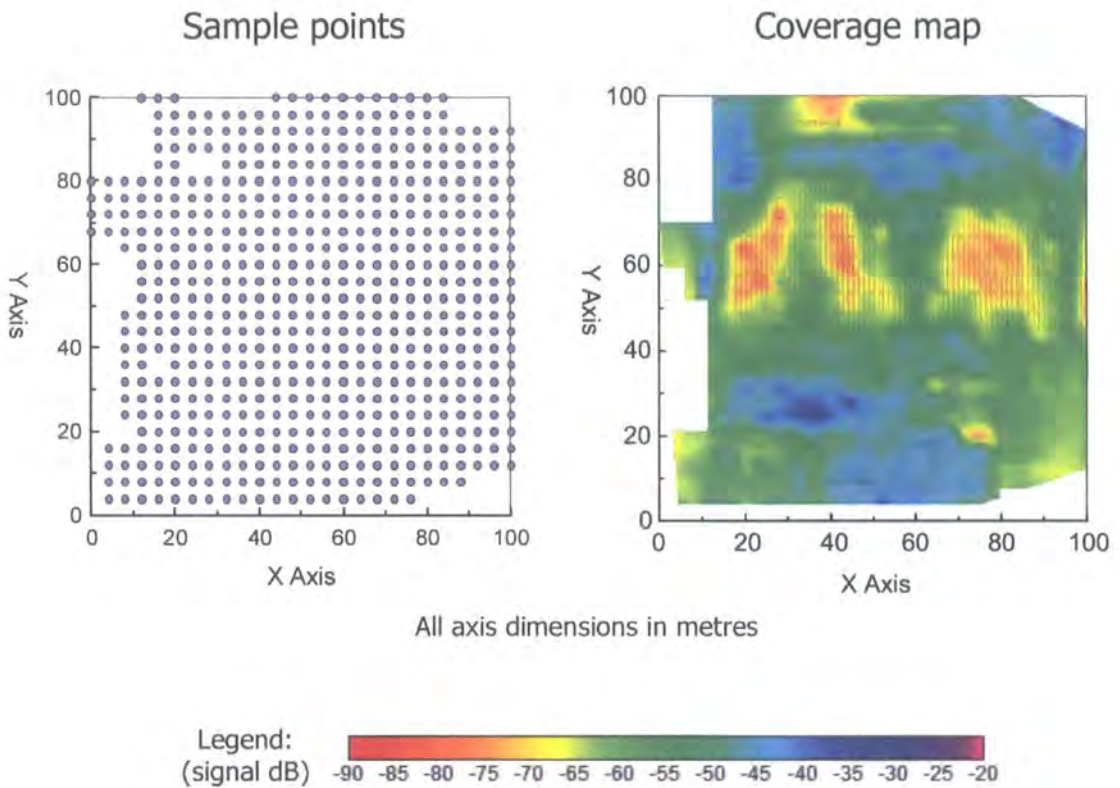 Sample points
Coverage map
100
80
60
40
20
0
Y Axis
0 20 40 60 80 100
X Axis
100
80
60
40
20
0
Y Axis
0 20 40 60 80 100
X Axis
All axis dimensions in metres
Legend:
(signal dB)
-90 -85 -80 -75 -70 -65 -60 -55 -50 -45 -40 -35 -30 -25 -20